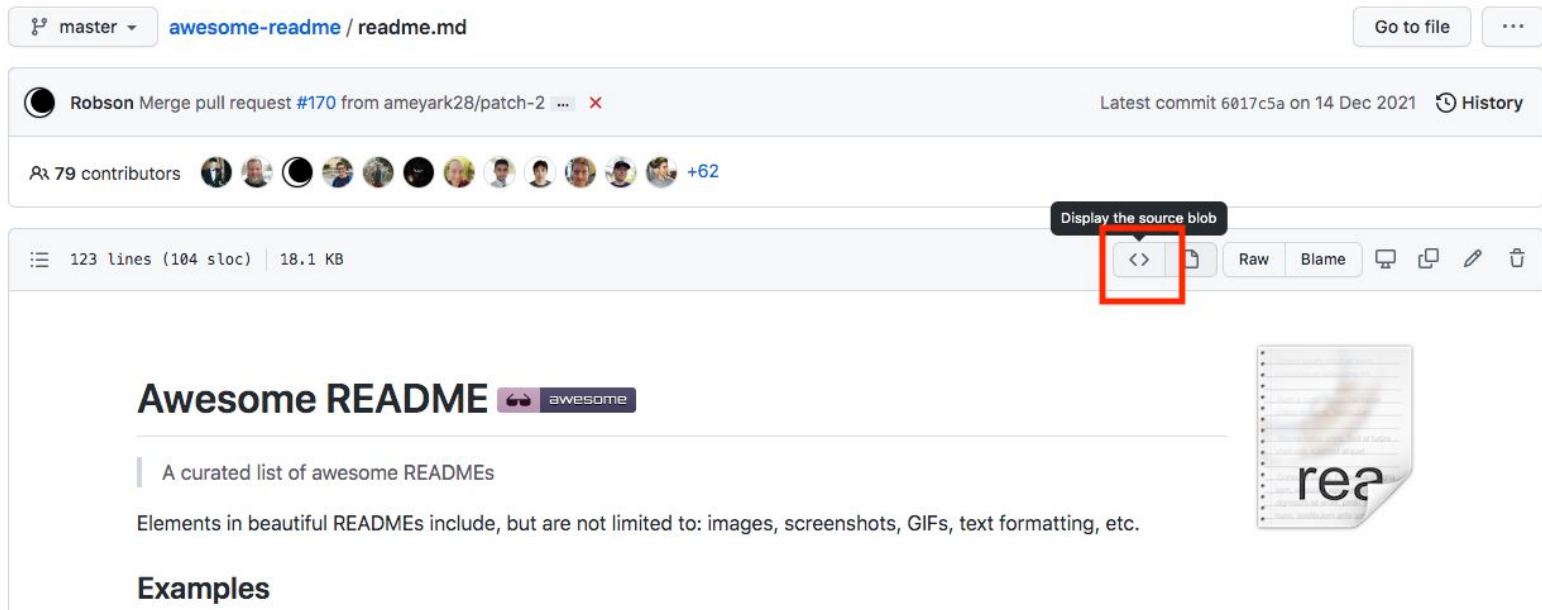 master awesome-readme / readme.md Go to file ...
Robson Merge pull request #170 from ameyark28/patch-2 ... Latest commit 6017c5a on 14 Dec 2021 History
79 contributors +62
Display the source blob
123 lines (104 sloc) 18.1 KB <> Raw Blame
Awesome README awesome
A curated list of awesome READMEs
rea
Elements in beautiful READMEs include, but are not limited to: images, screenshots, GIFs, text formatting, etc.
Examples